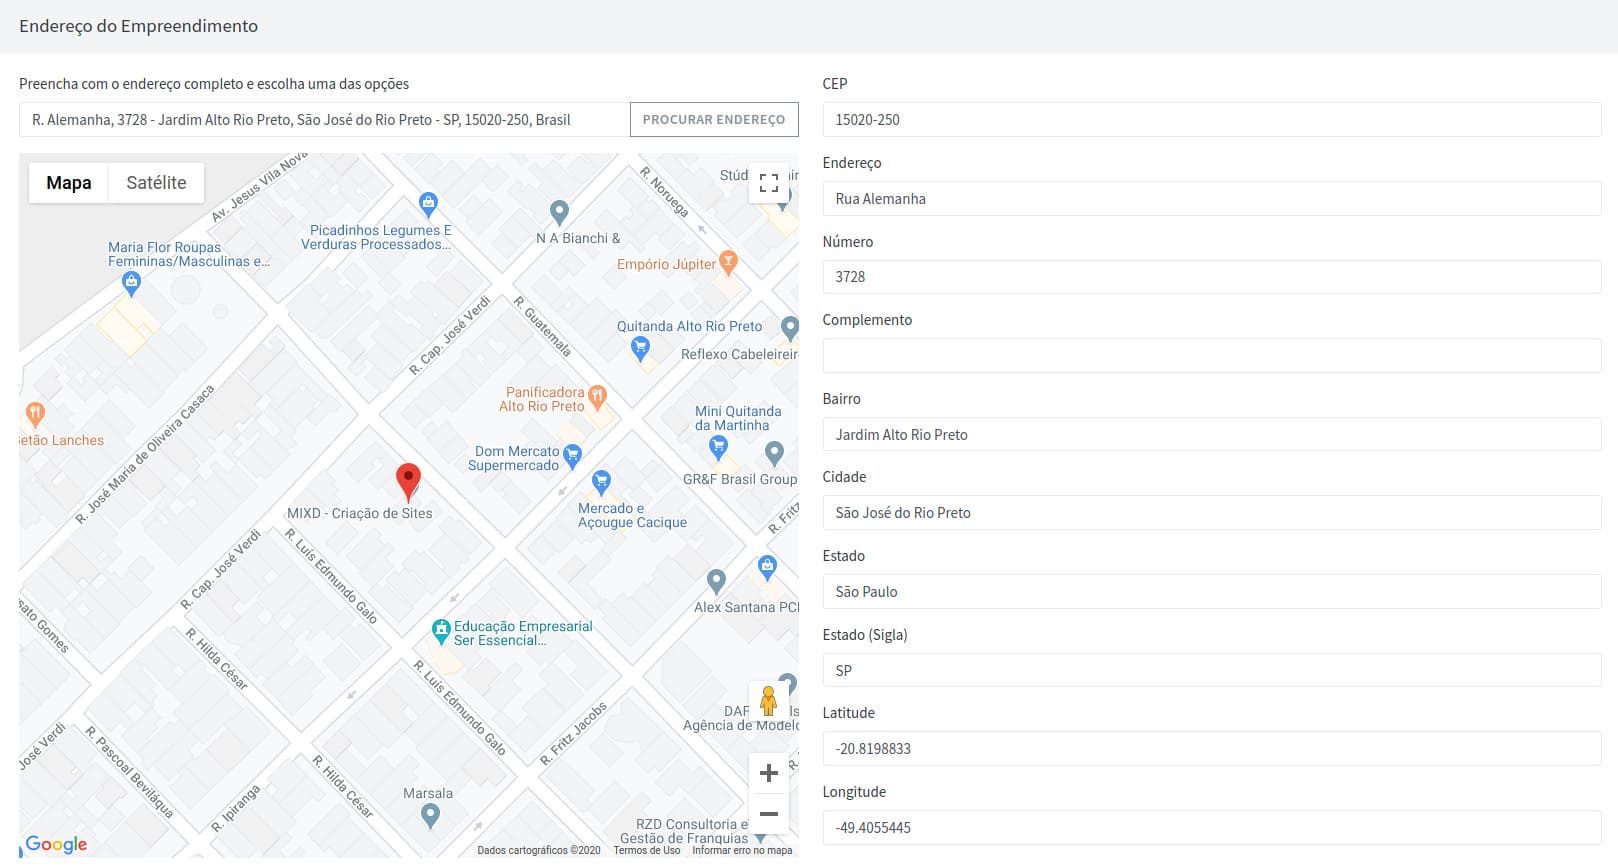 Endereço do Empreendimento
Preencha com o endereço completo e escolha uma das opções
R. Alemanha, 3728 - Jardim Alto Rio Preto, São José do Rio Preto - SP, 15020-250, Brasil
PROCURAR ENDEREÇO
Mapa
Satélite
Av. Jesus Vila Nova
R. Noruega
Stúd
Picadinhos Legumes E
Verduras Processados...
N A Bianchi &
Maria Flor Roupas
Femininas/Masculinas e...
Empório Júpiter
R. Cap. José Verdi
R. Guatemala
Quitanda Alto Rio Preto
Reflexo Cabeleireir
Panificadora
Alto Rio Preto
Mini Quitanda
da Martinha
R. José Maria de Oliveira Casaca
etão Lanches
Dom Mercato
Supermercado
GR&F Brasil Group
MIXD - Criação de Sites
Mercado e
Açougue Cacique
R. Fritz
R. Cap. José Verdi
R. Luís Edmundo Galo
Alex Santana PC
sato Gomes
Educação Empresarial
Ser Essencial...
R. Hilda César
R. Luís Edmundo Galo
DAF
ls
Agência de Modelo
R. Fritz Jacobs
José Verdi
R. Pascoal Beviláqua
R. Hilda César
R.
R. Ipiranga
Marsala
RZD Consultoria e
Gestão de Franquias
Google
Dados cartográficos ©2020
Termos de Uso
Informar erro no mapa
CEP
15020-250
Endereço
Rua Alemanha
Número
3728
Complemento
Bairro
Jardim Alto Rio Preto
Cidade
São José do Rio Preto
Estado
São Paulo
Estado (Sigla)
SP
Latitude
-20.8198833
Longitude
-49.4055445